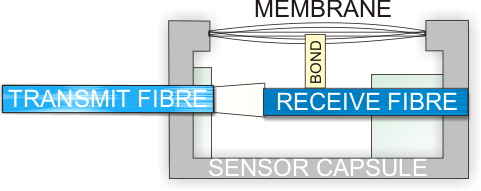 MEMBRANE
BOND
TRANSMIT FIBRE
RECEIVE FIBRE
SENSOR CAPSULE